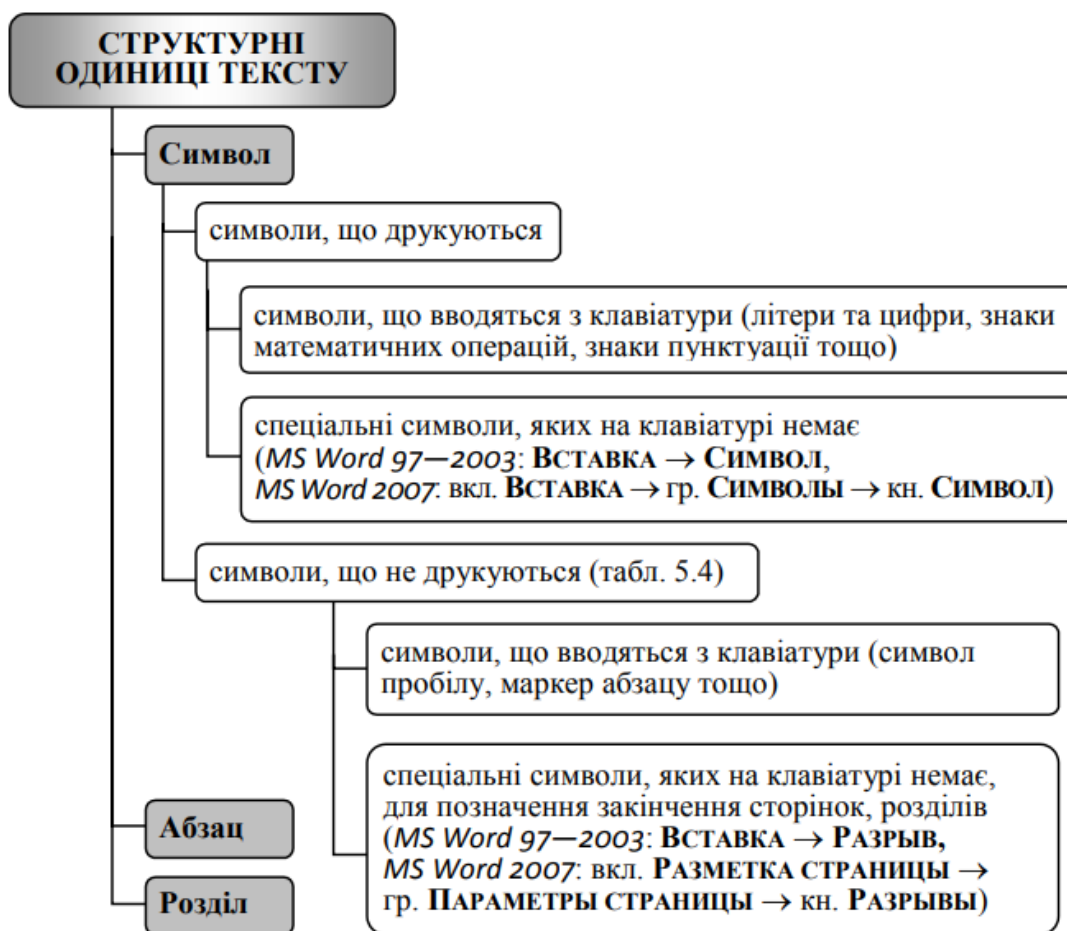 СТРУКТУРНІ
ОДИНИЦІ ТЕКСТУ
Символ
символи, що друкуються
символи, що вводяться з клавіатури (літери та цифри, знаки
математичних операцій, знаки пунктуації тощо)
спеціальні символи, яких на клавіатурі немає
(MS Word 97—2003: ВСТАВКА → СИМВОЛ,
MS Word 2007: вкл. ВСТАВКА → гр. СИМВОЛЫ → кн. СИМВОЛ)
символи, що не друкуються (табл. 5.4)
символи, що вводяться з клавіатури (символ
пробілу, маркер абзацу тощо)
спеціальні символи, яких на клавіатурі немає,
для позначення закінчення сторінок, розділів
(MS Word 97—2003: ВСТАВКА → РАЗРЫВ,
MS Word 2007: вкл. РАЗМЕТКА СТРАНИЦЫ →
гр. ПАРАМЕТРЫ СТРАНИЦЫ → кн. РАЗРЫВЫ)
Абзац
Розділ